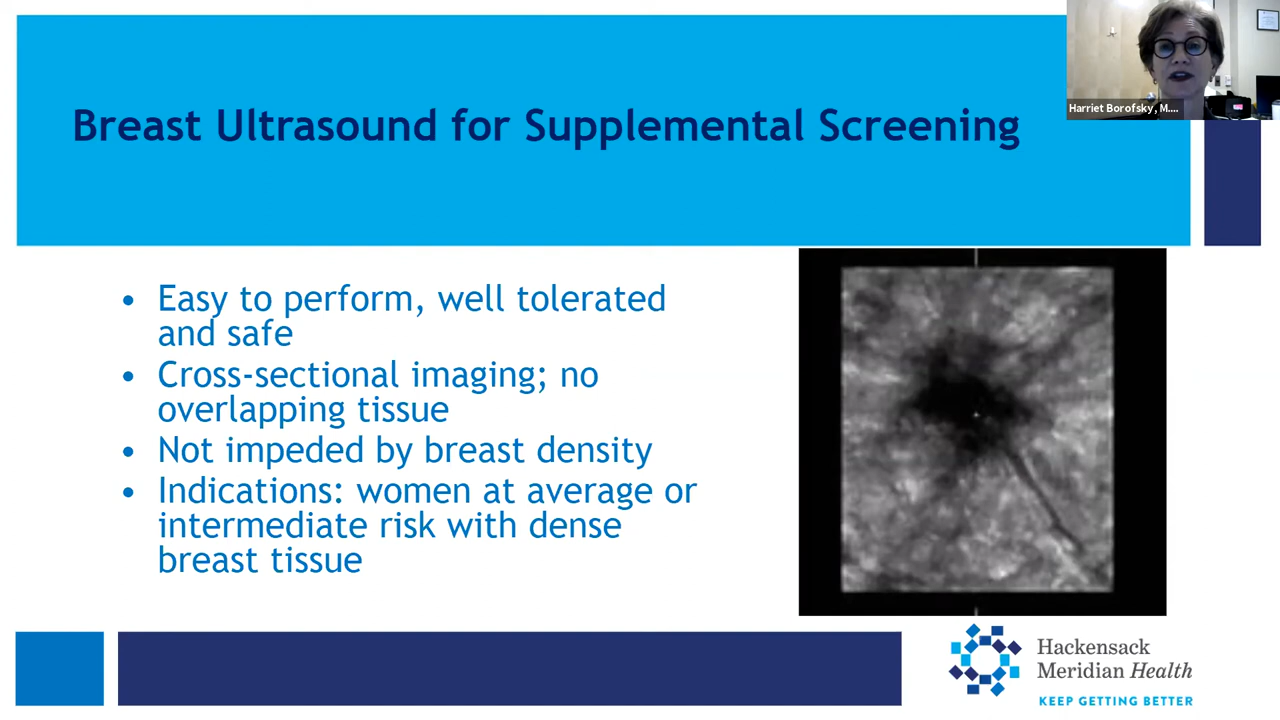 Breast Ultrasound for Supplemental Screening
Harriet Borofsky, M....
• Easy to perform, well tolerated
and safe
• Cross-sectional imaging; no
overlapping tissue
• Not impeded by breast density
• Indications: women at average or
intermediate risk with dense
breast tissue
Hackensack
Meridian Health
KEEP GETTING BETTER